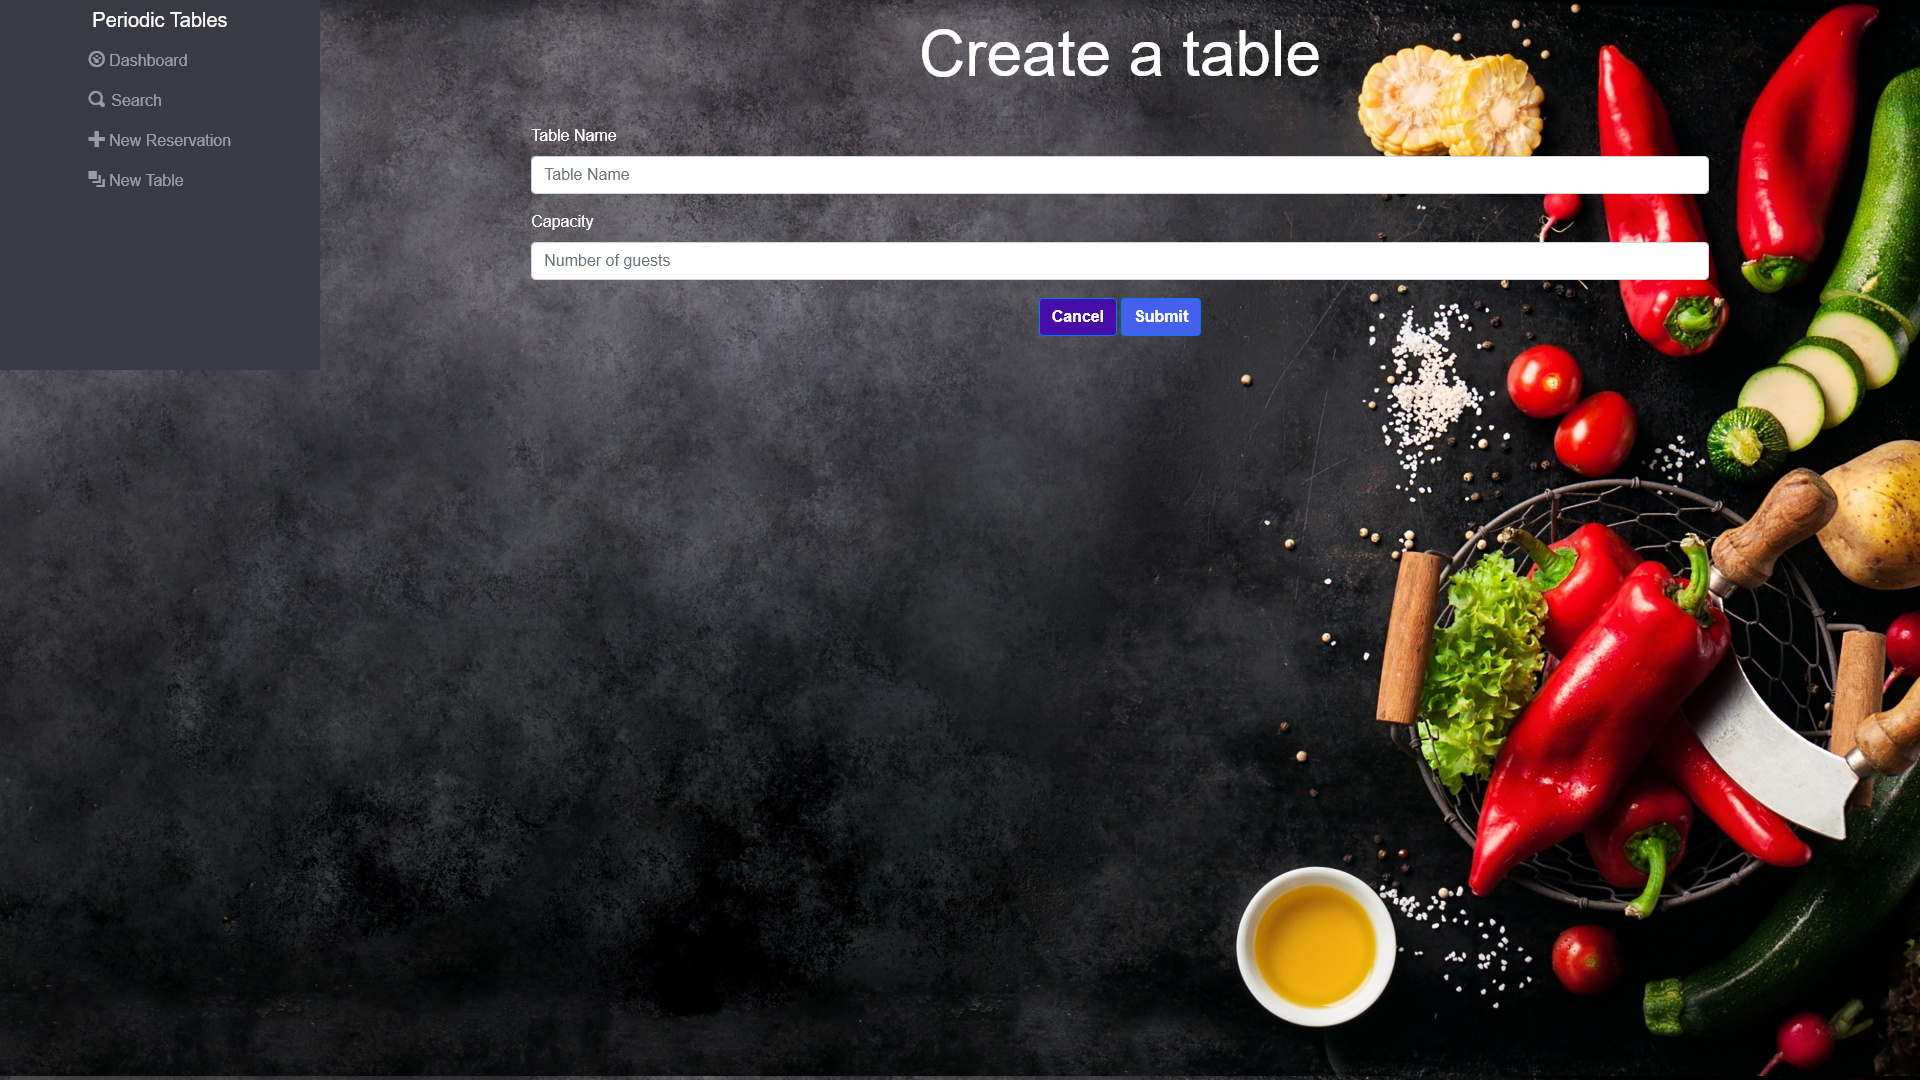 Periodic Tables
Dashboard
Search
New Reservation
New Table
Create a table
Table Name
Table Name
Capacity
Number of guests
Cancel
Submit